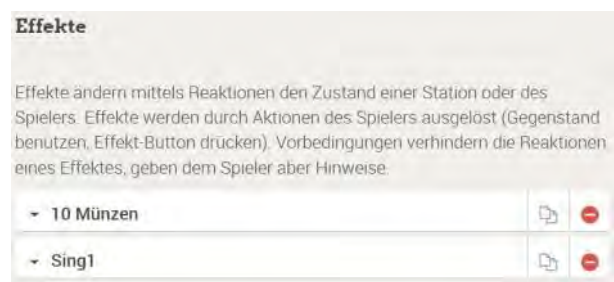 Effekte
Effekte ändern mittels Reaktionen den Zustand einer Station oder des
Spielers. Effekte werden durch Aktionen des Spielers ausgelöst (Gegenstand
benutzen, Effekt-Button drücken). Vorbedingungen verhindern die Reaktionen
eines Effektes, geben dem Spieler aber Hinweise.
10 Münzen
Sing1